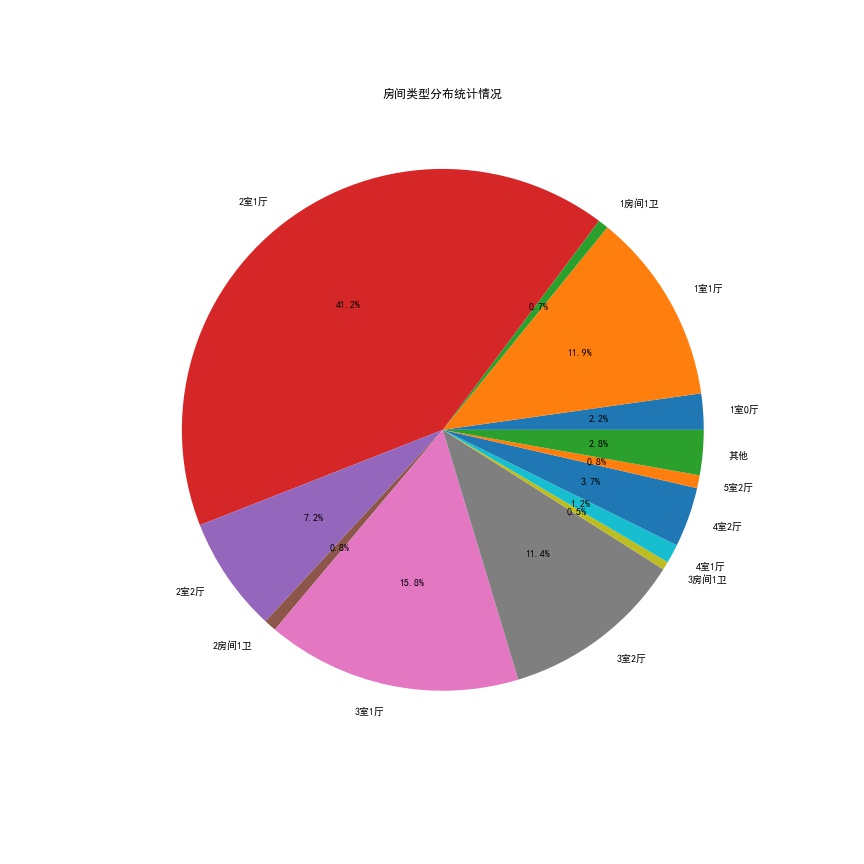 房间类型分布统计情况
2室1厅
1房间1卫
1室1厅
41.2%
0.7%
11.9%
1室0厅
2.2%
2.8%
其他
0.8%
3.7%
5室2厅
1.2%
0.5%
7.2%
4室2厅
0.8%
11.4%
4室1厅
3房间1卫
15.8%
2室2厅
2房间1卫
3室2厅
3室1厅